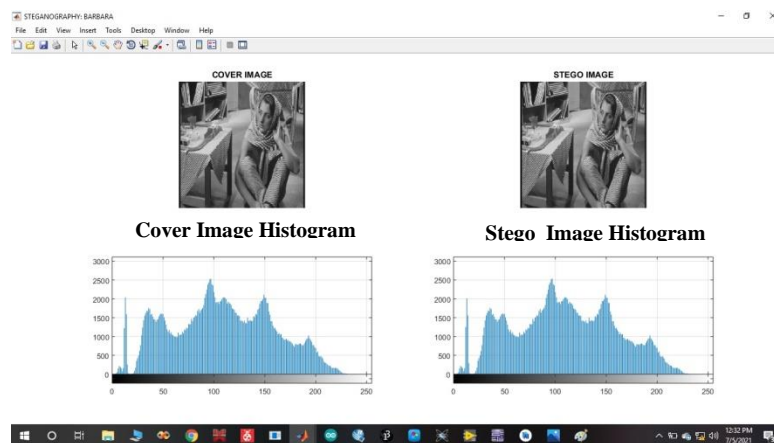 STEGANOGRAPHY: BARBARA
File Edit View Insert Tools Desktop Window Help
COVER IMAGE
STEGO IMAGE
Cover Image Histogram
Stego Image Histogram
3000
2500
2000
1500
1000
500
0
0 50 100 150 200 250
3000
2500
2000
1500
1000
500
0
0 50 100 150 200 250
12:32 PM
7/5/2021